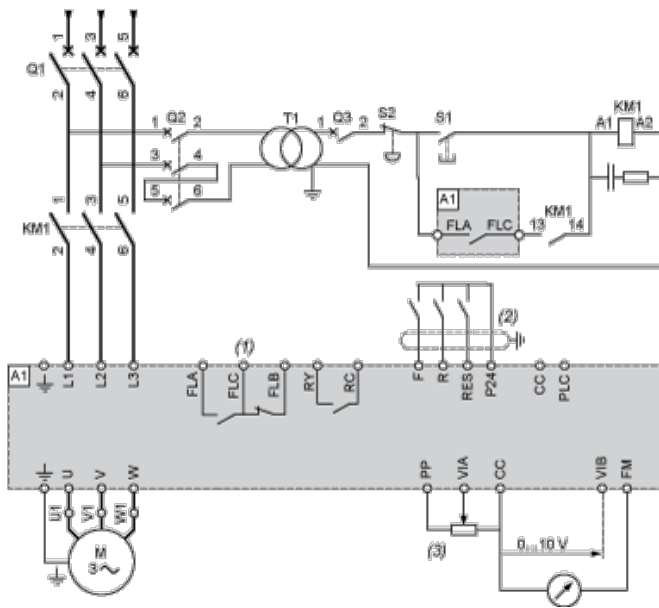 1 3 5
Q1
2 4 6
1 Q2 2
3 4
5 6
T1
1 Q3 2
S2
S1
KM1
A1 A2
A1
FLA FLC
KM1
13 14
1 3 5
KM1
2 4 6
(1)
(2)
A1
L1 L2 L3
FLA FLC FLB RY RC
F R RES P24 CC PLC
U V W
PP VIA CC VIB FM
U1 V1 W1
M
3
(3)
0...10 V